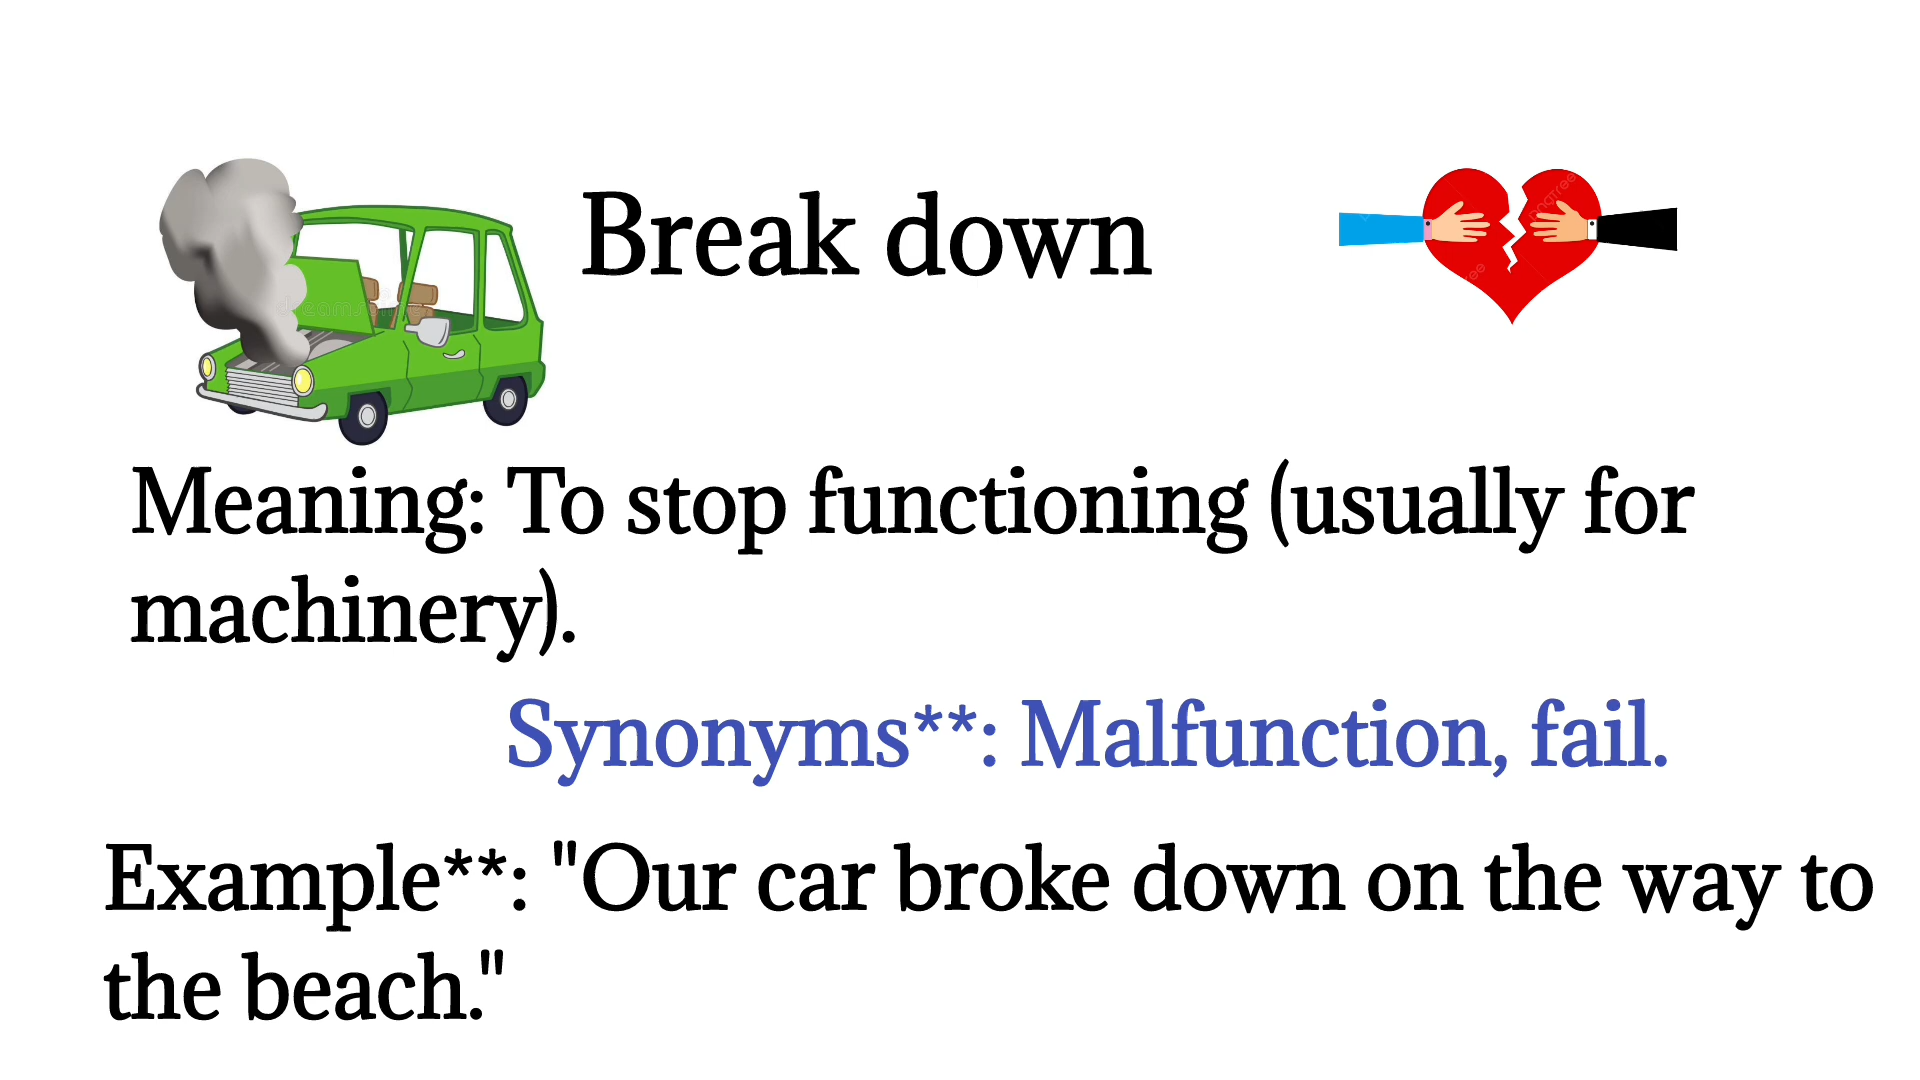 Break down
Meaning: To stop functioning (usually for
machinery).
Synonyms**: Malfunction, fail.
Example**: "Our car broke down on the way to
the beach."